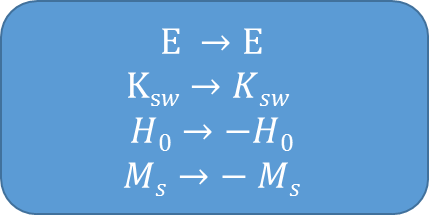 E → E
K_sw → K_sw
H_0 → −H_0
M_s → − M_s